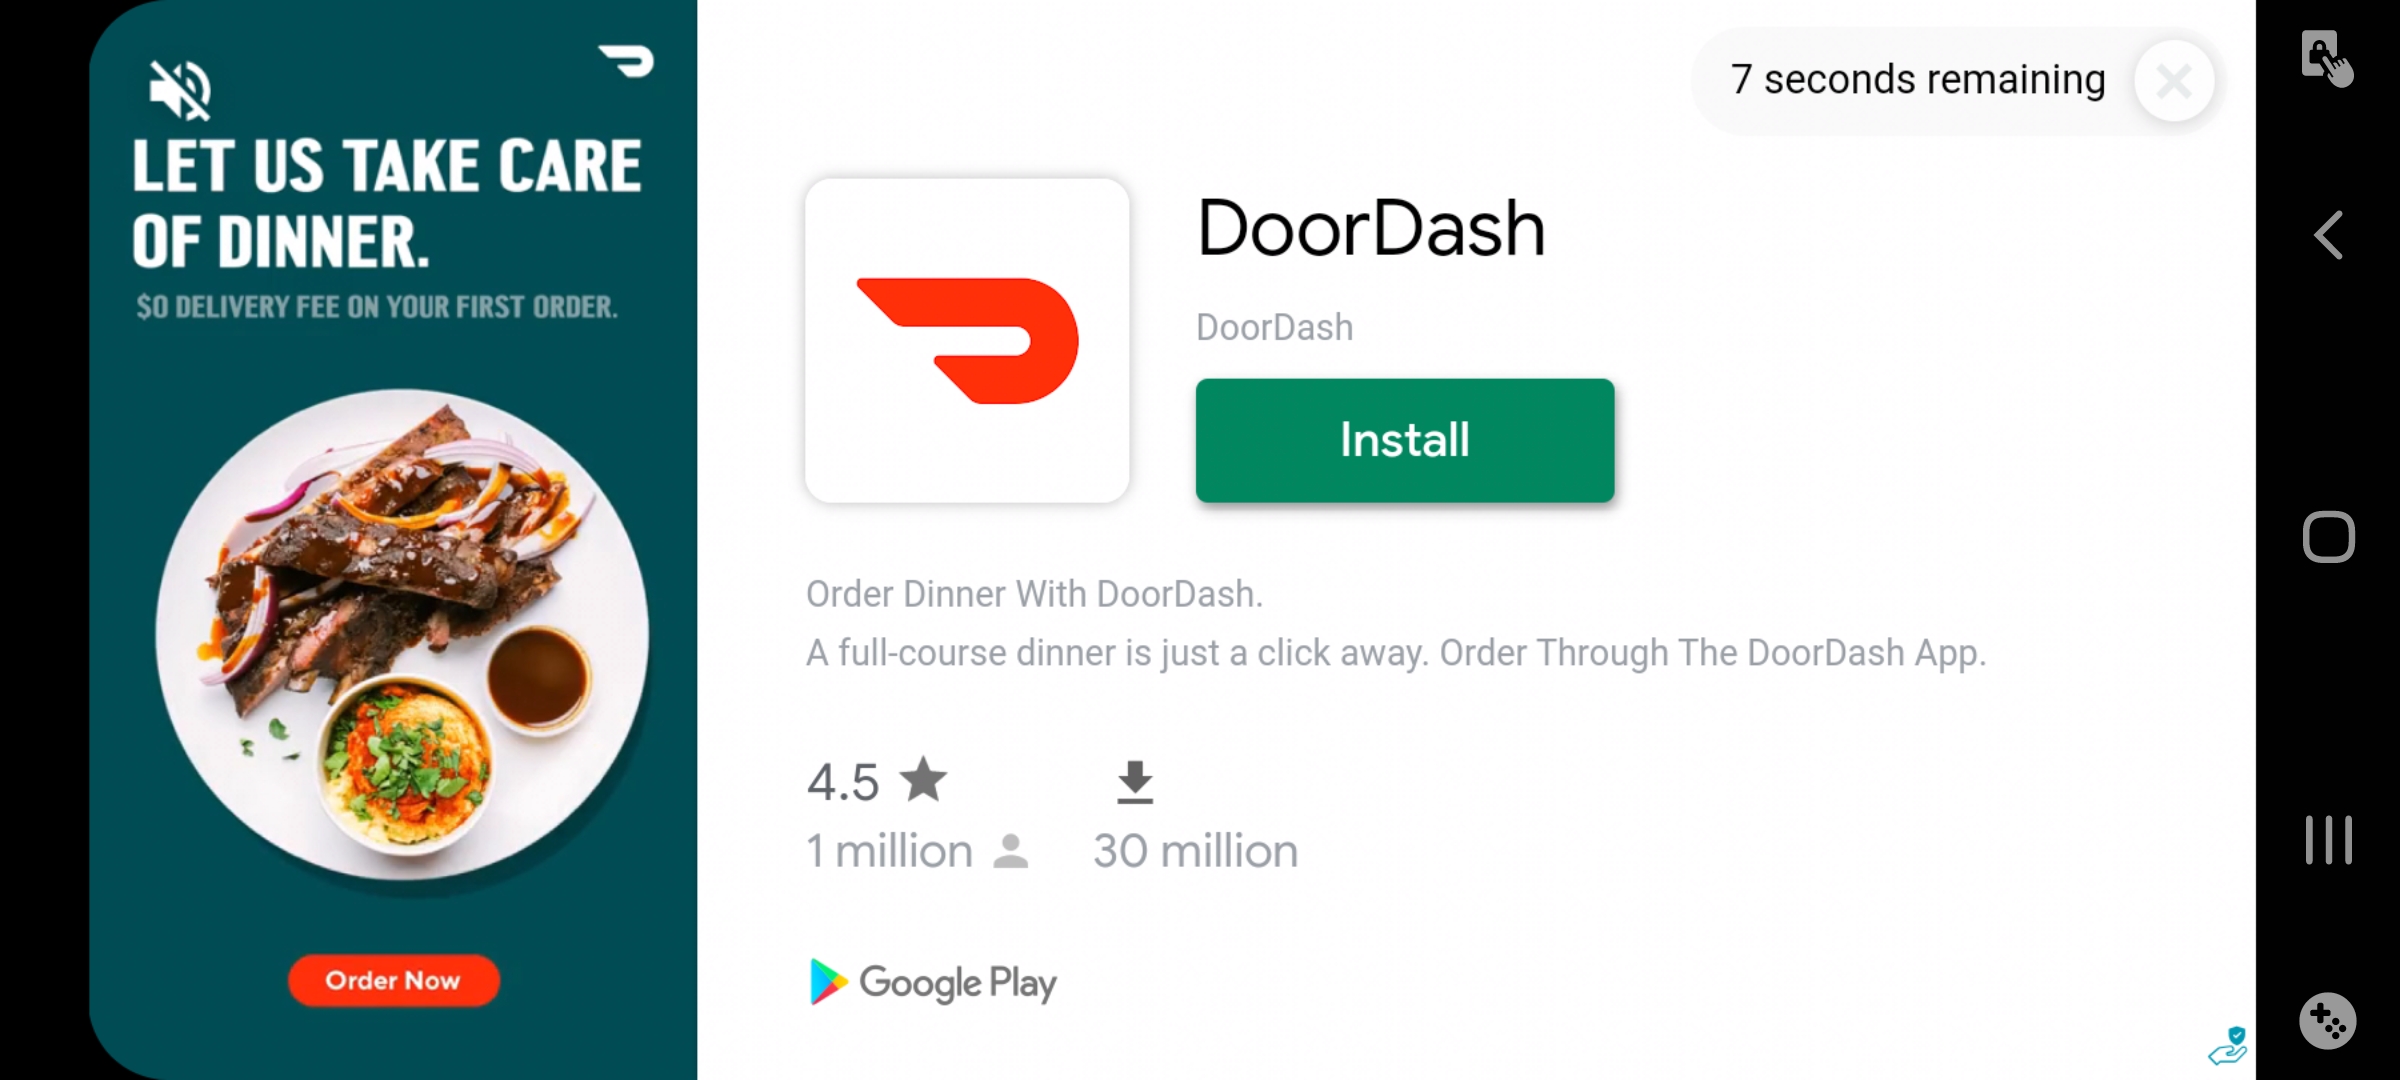 LET US TAKE CARE
OF DINNER.
$0 DELIVERY FEE ON YOUR FIRST ORDER.
Order Now
7 seconds remaining
DoorDash
DoorDash
Install
Order Dinner With DoorDash.
A full-course dinner is just a click away. Order Through The DoorDash App.
4.5
1 million
30 million
Google Play